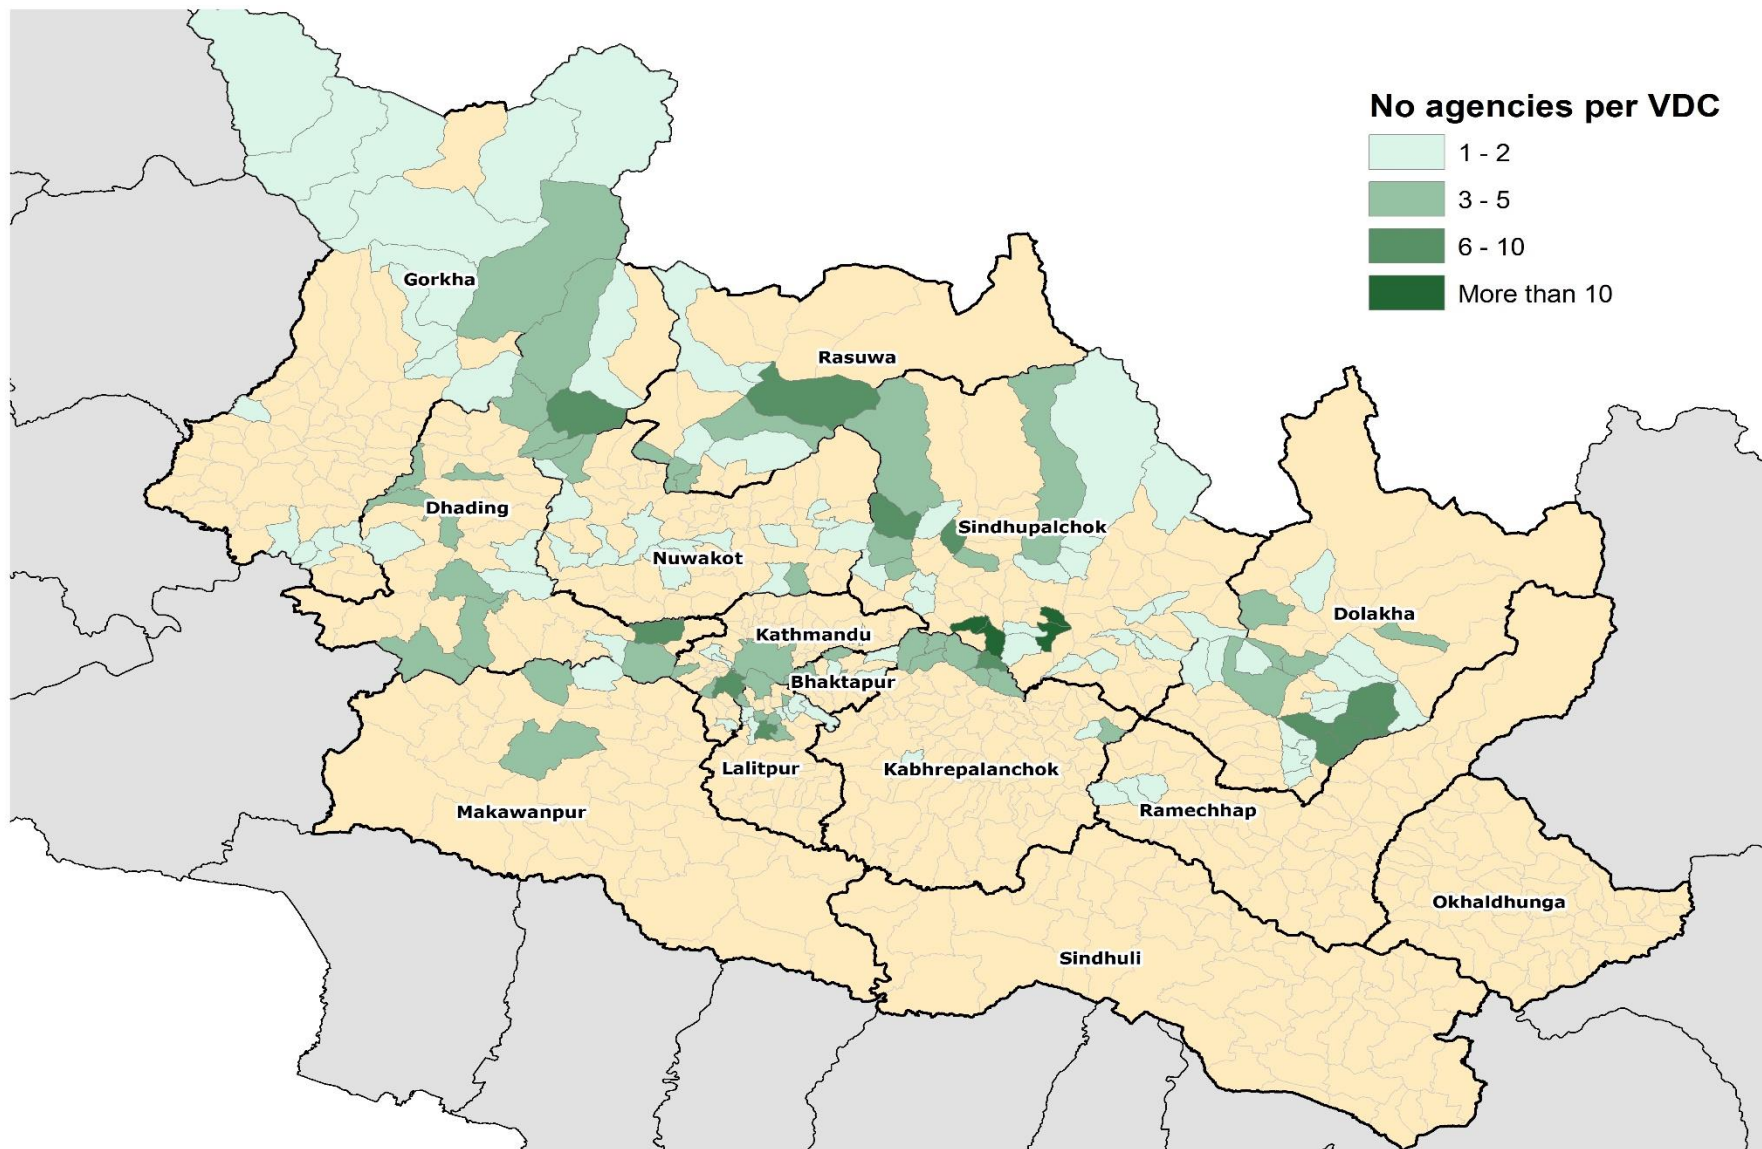 No agencies per VDC
1 - 2
3 - 5
6 - 10
More than 10
Gorkha
Rasuwa
Dhading
Sindhupalchok
Nuwakot
Dolakha
Kathmandu
Bhaktapur
Lalitpur
Kabhrepalanchok
Makawanpur
Ramechhap
Okhaldhunga
Sindhuli